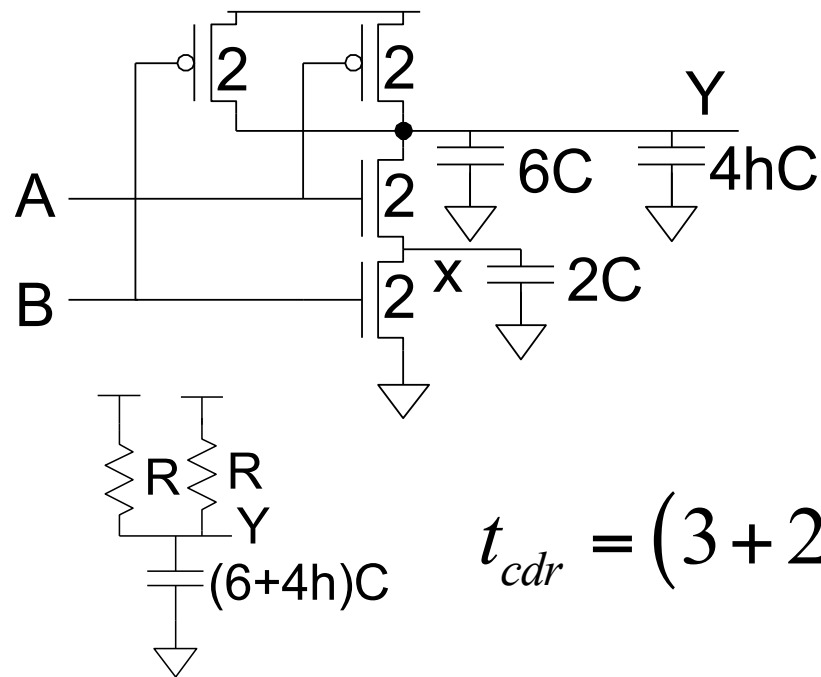 2 2
Y
6C 4hC
A 2
x 2C
B 2
R R
Y
(6+4h)C
t_cdr = (3 + 2